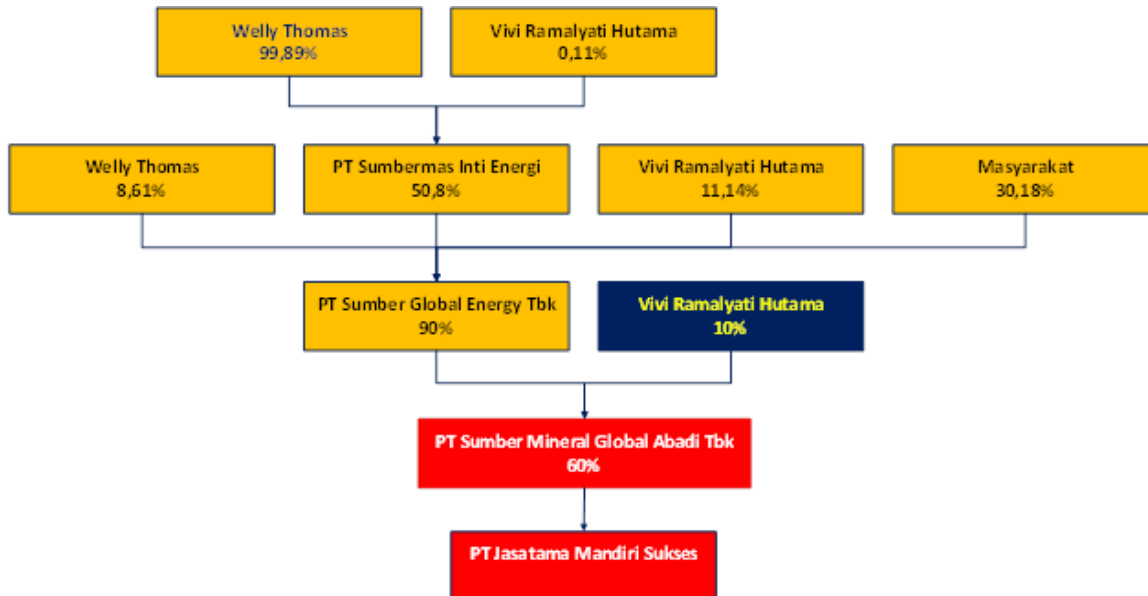 Welly Thomas
99,89%
Vivi Ramalyati Hutama
0,11%
Welly Thomas
8,61%
PT Sumbermas Inti Energi
50,8%
Vivi Ramalyati Hutama
11,14%
Masyarakat
30,18%
PT Sumber Global Energy Tbk
90%
Vivi Ramalyati Hutama
10%
PT Sumber Mineral Global Abadi Tbk
60%
PT Jasatama Mandiri Sukses